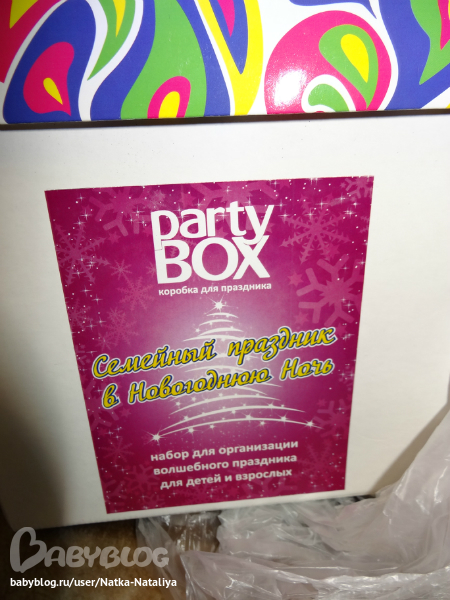 party
BOX
коробка для праздника
Семейный праздник
в Новогоднюю Ночь
набор для организации
волшебного праздника
для детей и взрослых
BABYBLOG
babyblog.ru/user/Natka-Nataliya